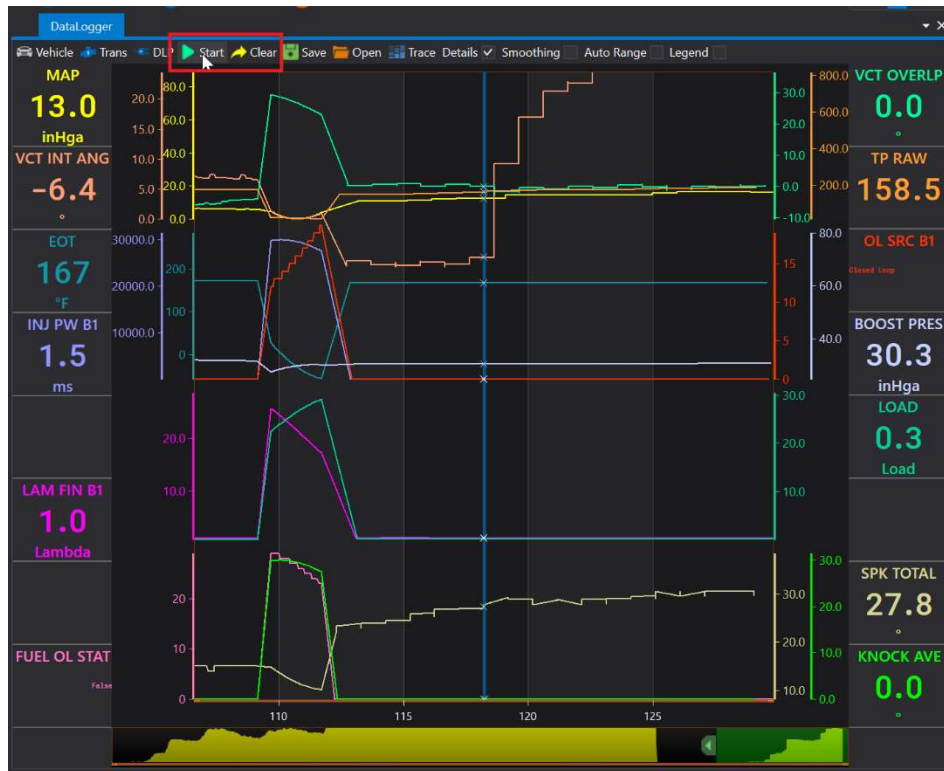 DataLogger
Vehicle Trans DLP Start Clear Save Open Trace Details Smoothing Auto Range Legend
MAP
13.0
inHga
VCT INT ANG
-6.4
°
EOT
167
°F
INJ PW B1
1.5
ms
LAM FIN B1
1.0
Lambda
FUEL OL STAT
False
20.0
15.0
10.0
5.0
0.0
80.0
60.0
40.0
20.0
0.0
30.0
20.0
10.0
0.0
-10.0
800.0
600.0
400.0
200.0
30000.0
20000.0
10000.0
200
100
0
15
10
5
0
80.0
60.0
40.0
20.0
10.0
30.0
20.0
10.0
20
10
0
30.0
20.0
10.0
30.0
20.0
10.0
0.0
110 115 120 125
VCT OVERLP
0.0
°
TP RAW
158.5
OL SRC B1
Closed Loop
BOOST PRES
30.3
inHga
LOAD
0.3
Load
SPK TOTAL
27.8
°
KNOCK AVE
0.0
°